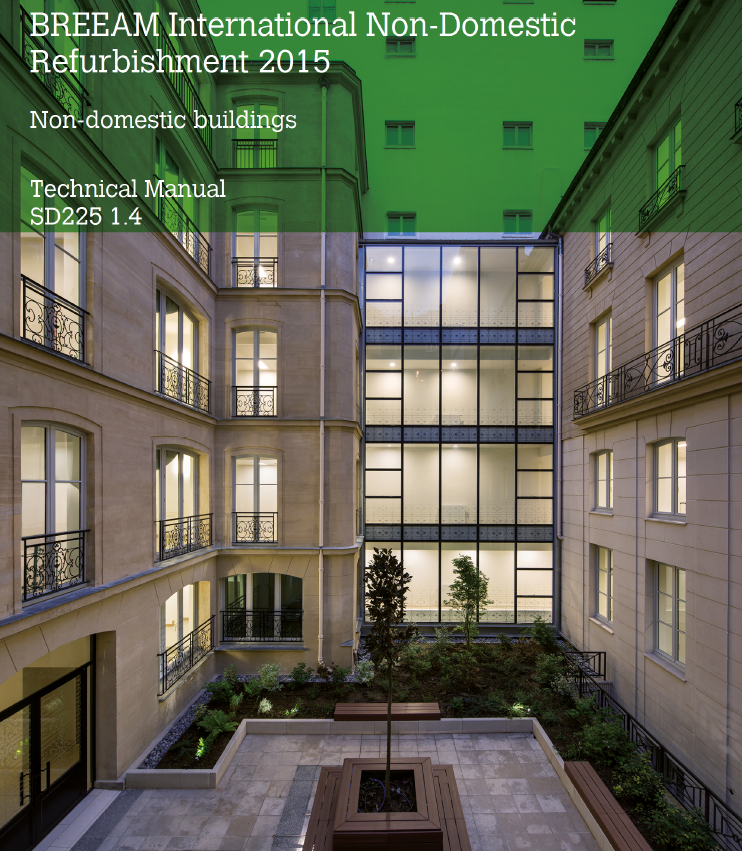 BREEAM International Non-Domestic
Refurbishment 2015
Non-domestic buildings
Technical Manual
SD225 1.4